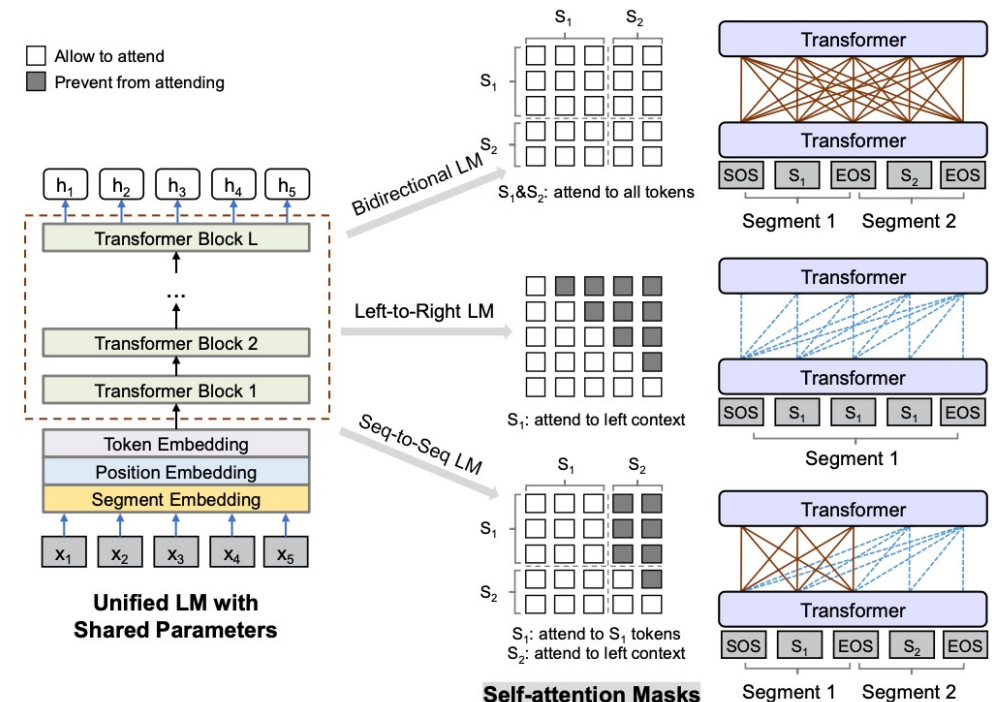 Allow to attend
Prevent from attending
h1 h2 h3 h4 h5
Transformer Block L
...
Transformer Block 2
Transformer Block 1
Token Embedding
Position Embedding
Segment Embedding
x1 x2 x3 x4 x5
Unified LM with
Shared Parameters
Bidirectional LM
Left-to-Right LM
Seq-to-Seq LM
S1 S2
S1
S2
S1&S2: attend to all tokens
S1: attend to left context
S1 S2
S1
S2
S1: attend to S1 tokens
S2: attend to left context
Self-attention Masks
Transformer
Transformer
SOS S1 EOS S2 EOS
Segment 1 Segment 2
Transformer
Transformer
SOS S1 S1 S1 EOS
Segment 1
Transformer
Transformer
SOS S1 EOS S2 EOS
Segment 1 Segment 2